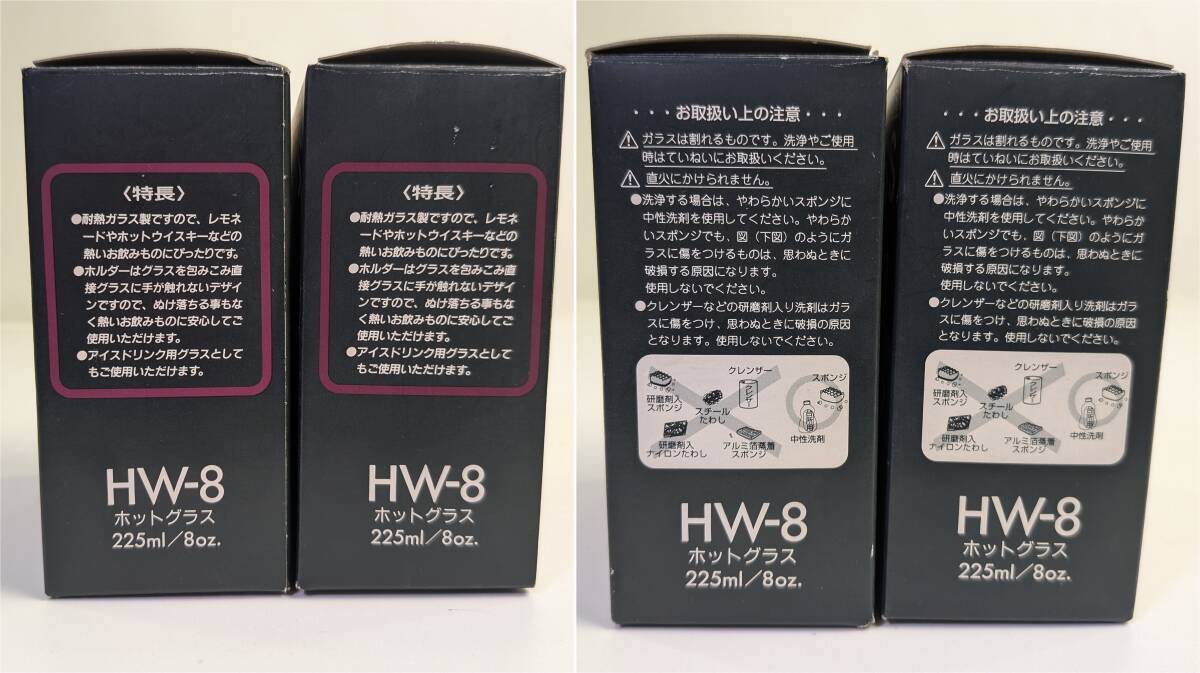 〈特長〉
●耐熱ガラス製ですので、レモネ
ードやホットウイスキーなどの
熱いお飲みものにぴったりです。
●ホルダーはグラスを包みこみ直
接グラスに手が触れないデザイ
ンですので、ぬけ落ちる事もな
く熱いお飲みものに安心してご
使用いただけます。
●アイスドリンク用グラスとして
もご使用いただけます。
HW-8
ホットグラス
225ml/8oz.
〈特長〉
●耐熱ガラス製ですので、レモネ
ードやホットウイスキーなどの
熱いお飲みものにぴったりです。
●ホルダーはグラスを包みこみ直
接グラスに手が触れないデザイ
ンですので、ぬけ落ちる事もな
く熱いお飲みものに安心してご
使用いただけます。
●アイスドリンク用グラスとして
もご使用いただけます。
HW-8
ホットグラス
225ml/8oz.
・・・お取扱い上の注意・・・
ガラスは割れるものです。洗浄やご使用
時はていねいにお取扱いください。
直火にかけられません。
●洗浄する場合は、やわらかいスポンジに
中性洗剤を使用してください。やわらか
いスポンジでも、図（下図）のようにガ
ラスに傷をつけるものは、思わぬときに
破損する原因になります。
使用しないでください。
●クレンザーなどの研磨剤入り洗剤はガラ
スに傷をつけ、思わぬときに破損の原因
となります。使用しないでください。
クレンザー
スポンジ
研磨剤入
スポンジ
スチール
たわし
クレンザー
台所用
中性洗剤
研磨剤入
ナイロンたわし
アルミ箔蒸着
スポンジ
HW-8
ホットグラス
225ml/8oz.
・・・お取扱い上の注意・・・
ガラスは割れるものです。洗浄やご使用
時はていねいにお取扱いください。
直火にかけられません。
●洗浄する場合は、やわらかいスポンジに
中性洗剤を使用してください。やわらか
いスポンジでも、図（下図）のようにガ
ラスに傷をつけるものは、思わぬときに
破損する原因になります。
使用しないでください。
●クレンザーなどの研磨剤入り洗剤はガラ
スに傷をつけ、思わぬときに破損の原因
となります。使用しないでください。
クレンザー
スポンジ
研磨剤入
スポンジ
スチール
たわし
クレンザー
台所用
中性洗剤
研磨剤入
ナイロンたわし
アルミ箔蒸着
スポンジ
HW-8
ホットグラス
225ml/8oz.